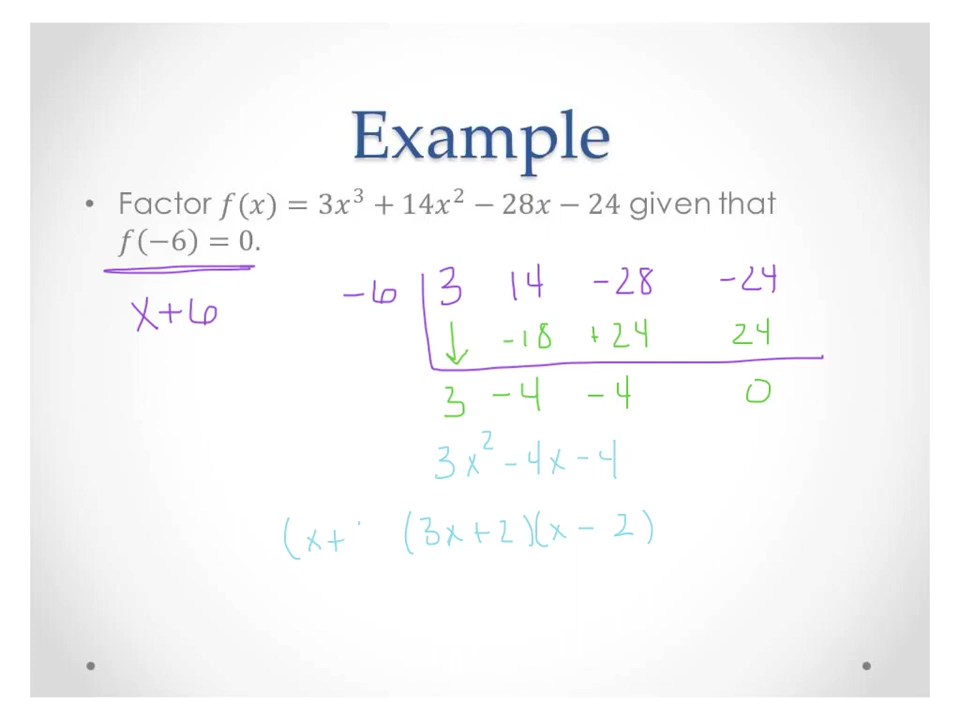 Example
• Factor f(x) = 3x³ + 14x² − 28x − 24 given that
f(−6) = 0.
x+6
-6 3 14 -28 -24
↓ -18 +24 24
3 -4 -4 0
3x² - 4x - 4
(x+ (3x+2)(x - 2)